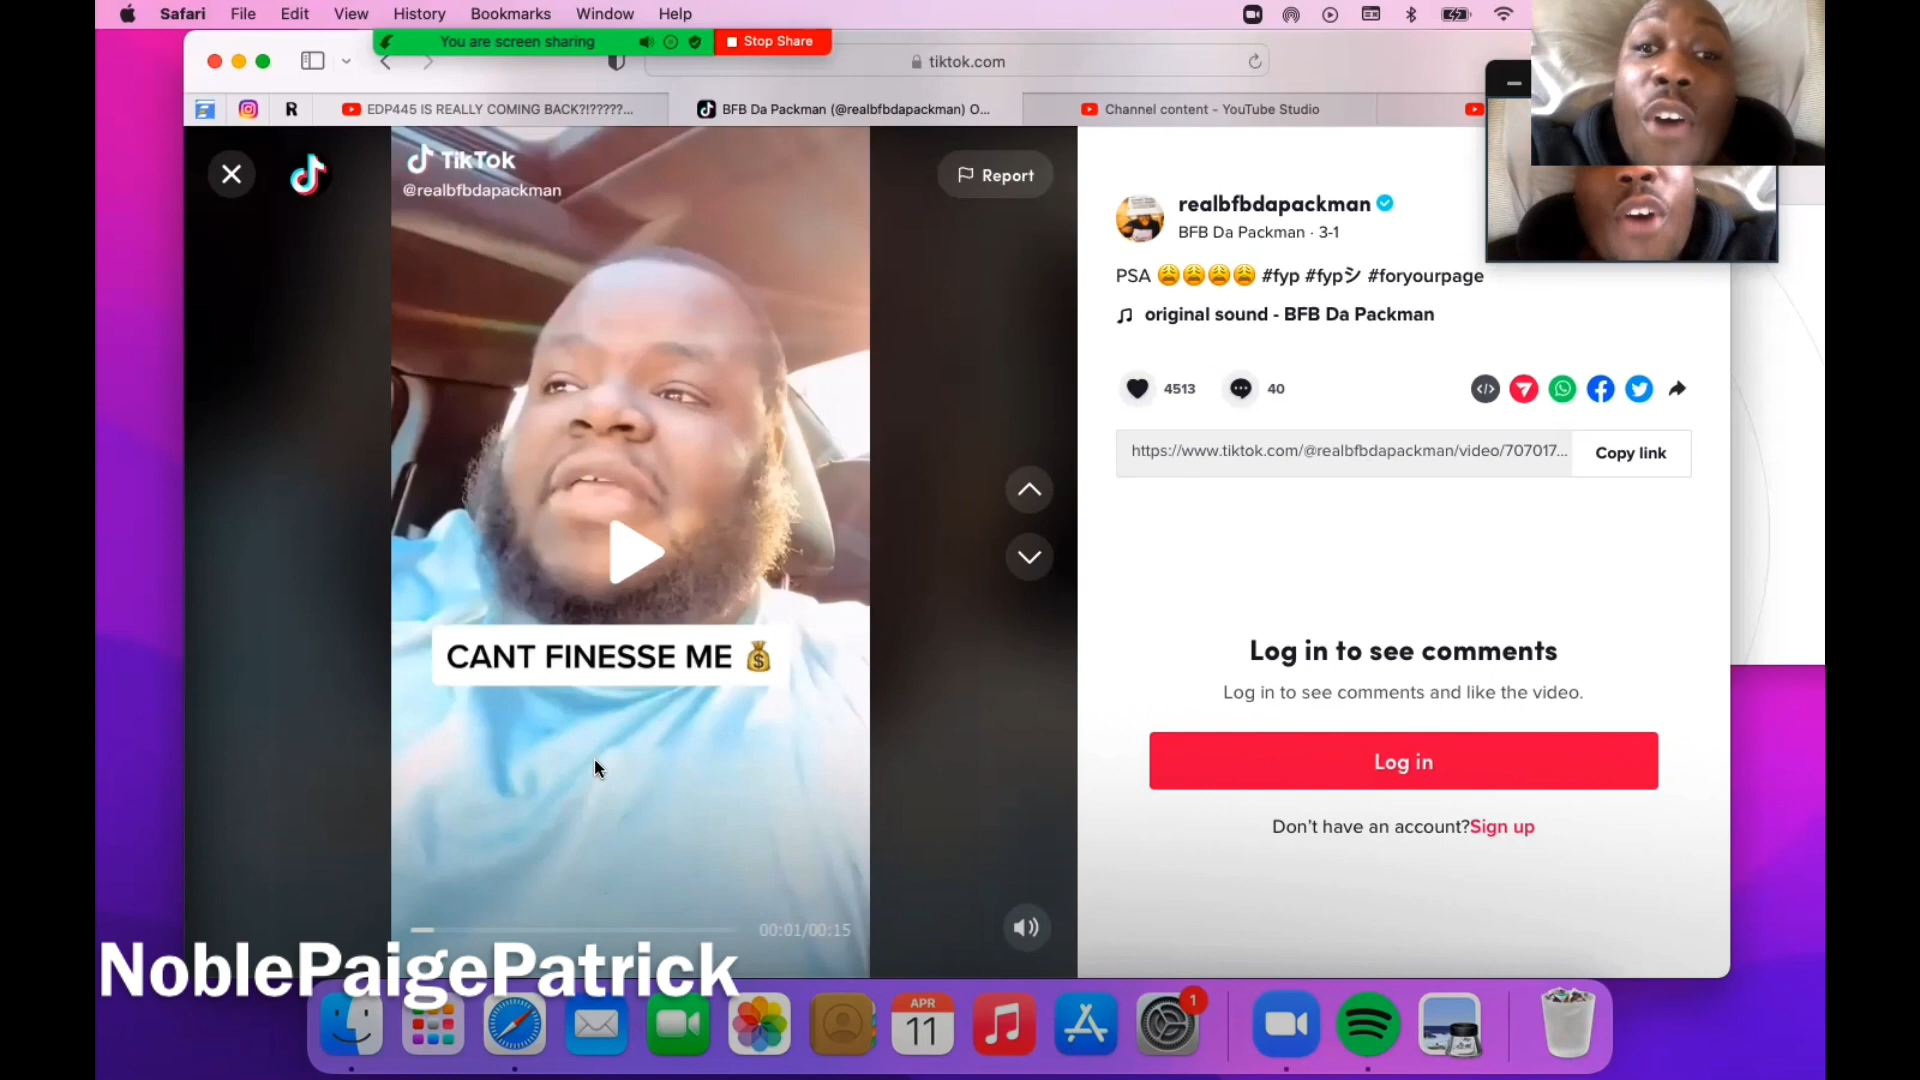 Safari File Edit View History Bookmarks Window Help
You are screen sharing
Stop Share
tiktok.com
R
EDP445 IS REALLY COMING BACK?!?????...
BFB Da Packman (@realbfbdapackman) O...
Channel content - YouTube Studio
TikTok
@realbfbdapackman
Report
CANT FINESSE ME 💰
00:01/00:15
realbfbdapackman
BFB Da Packman · 3-1
PSA 😩😩😩😩 #fyp #fypシ #foryourpage
original sound - BFB Da Packman
4513
40
https://www.tiktok.com/@realbfbdapackman/video/707017...
Copy link
Log in to see comments
Log in to see comments and like the video.
Log in
Don't have an account?Sign up
NoblePaigePatrick
APR
11
1